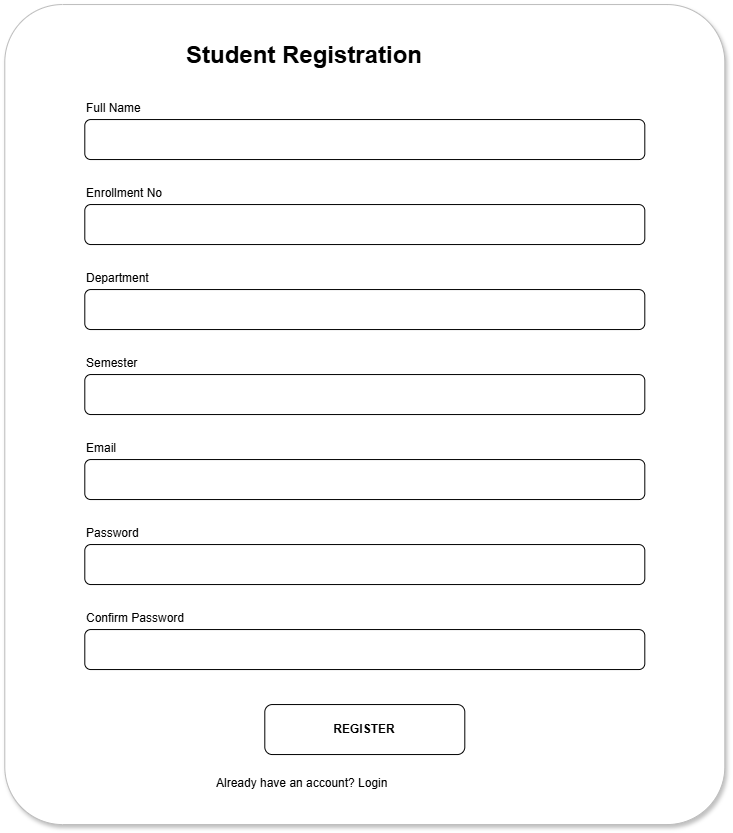 Student Registration
Full Name
Enrollment No
Department
Semester
Email
Password
Confirm Password
REGISTER
Already have an account? Login